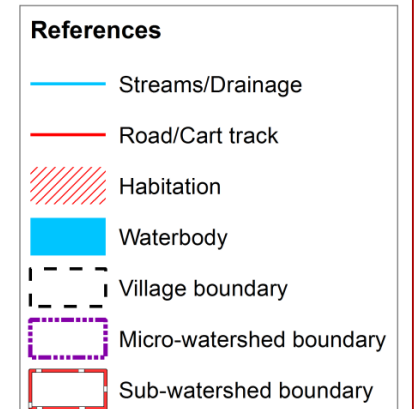 References
Streams/Drainage
Road/Cart track
Habitation
Waterbody
Village boundary
Micro-watershed boundary
Sub-watershed boundary